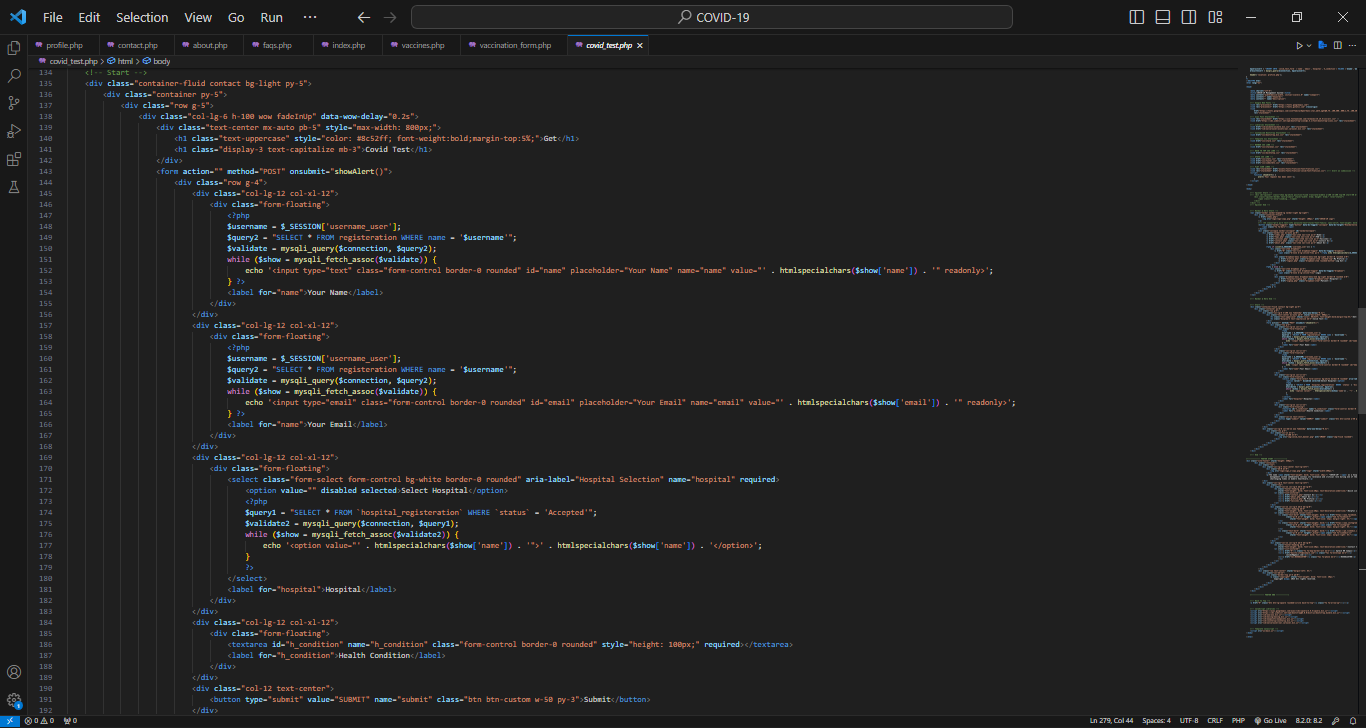 File Edit Selection View Go Run ··· COVID-19
profile.php contact.php about.php faqs.php index.php vaccines.php vaccination_form.php covid_test.php
covid_test.php > html > body
134 <!-- Start -->
135 <div class="container-fluid contact bg-light py-5">
136 <div class="container py-5">
137 <div class="row g-5">
138 <div class="col-lg-6 h-100 wow fadeInUp" data-wow-delay="0.2s">
139 <div class="text-center mx-auto pb-5" style="max-width: 800px;">
140 <h1 class="text-uppercase" style="color: #8c52ff; font-weight:bold;margin-top:5%;">Get</h1>
141 <h1 class="display-3 text-capitalize mb-3">Covid Test</h1>
142 </div>
143 <form action="" method="POST" onsubmit="showAlert()">
144 <div class="row g-4">
145 <div class="col-lg-12 col-xl-12">
146 <div class="form-floating">
147 <?php
148 $username = $_SESSION['username_user'];
149 $query2 = "SELECT * FROM registeration WHERE name = '$username'";
150 $validate = mysqli_query($connection, $query2);
151 while ($show = mysqli_fetch_assoc($validate)) {
152 echo '<input type="text" class="form-control border-0 rounded" id="name" placeholder="Your Name" name="name" value="' . htmlspecialchars($show['name']) . '" readonly>';
153 } ?>
154 <label for="name">Your Name</label>
155 </div>
156 </div>
157 <div class="col-lg-12 col-xl-12">
158 <div class="form-floating">
159 <?php
160 $username = $_SESSION['username_user'];
161 $query2 = "SELECT * FROM registeration WHERE name = '$username'";
162 $validate = mysqli_query($connection, $query2);
163 while ($show = mysqli_fetch_assoc($validate)) {
164 echo '<input type="email" class="form-control border-0 rounded" id="email" placeholder="Your Email" name="email" value="' . htmlspecialchars($show['email']) . '" readonly>';
165 } ?>
166 <label for="name">Your Email</label>
167 </div>
168 </div>
169 <div class="col-lg-12 col-xl-12">
170 <div class="form-floating">
171 <select class="form-select form-control bg-white border-0 rounded" aria-label="Hospital Selection" name="hospital" required>
172 <option value="" disabled selected>Select Hospital</option>
173 <?php
174 $query1 = "SELECT * FROM `hospital_registeration` WHERE `status` = 'Accepted'";
175 $validate2 = mysqli_query($connection, $query1);
176 while ($show = mysqli_fetch_assoc($validate2)) {
177 echo '<option value="' . htmlspecialchars($show['name']) . '">' . htmlspecialchars($show['name']) . '</option>';
178 }
179 ?>
180 </select>
181 <label for="hospital">Hospital</label>
182 </div>
183 </div>
184 <div class="col-lg-12 col-xl-12">
185 <div class="form-floating">
186 <textarea id="h_condition" name="h_condition" class="form-control border-0 rounded" style="height: 100px;" required></textarea>
187 <label for="h_condition">Health Condition</label>
188 </div>
189 </div>
190 <div class="col-12 text-center">
191 <button type="submit" value="SUBMIT" name="submit" class="btn btn-custom w-50 py-3">Submit</button>
192 </div>
0 0 0 Ln 279, Col 44 Spaces: 4 UTF-8 CRLF PHP Go Live 8.2.0: 8.2